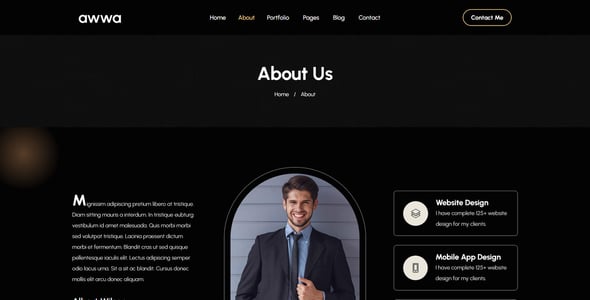 awwa
Home About Portfolio Pages Blog Contact
Contact Me
About Us
Home / About
Mignissim adipiscing pretium libero at tristique.
Diam sitting mauris a interdum. In tristique eubturg
vestibulum id amet malesuada. Quis morbi morbi
sed volutpat tristique. Lacinia praesent dictum
morbi et fermentum. Blandit cras ut sed quisque
pellentesque iaculis elit. Lectus adipiscing semper
odio lacus urna. Sit a sit ac blandit. Cursus donec
mollis elit arcu donec aliquam.
Website Design
I have complete 125+ website
design for my clients.
Mobile App Design
I have complete 125+ website
design for my clients.